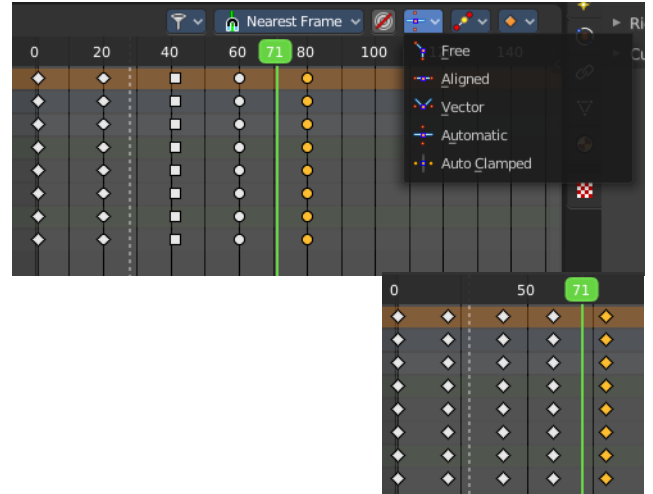 Nearest Frame
0 20 40 60 71 80 100 140
Free
Aligned
Vector
Automatic
Auto Clamped
Ri
Cu
0 50 71